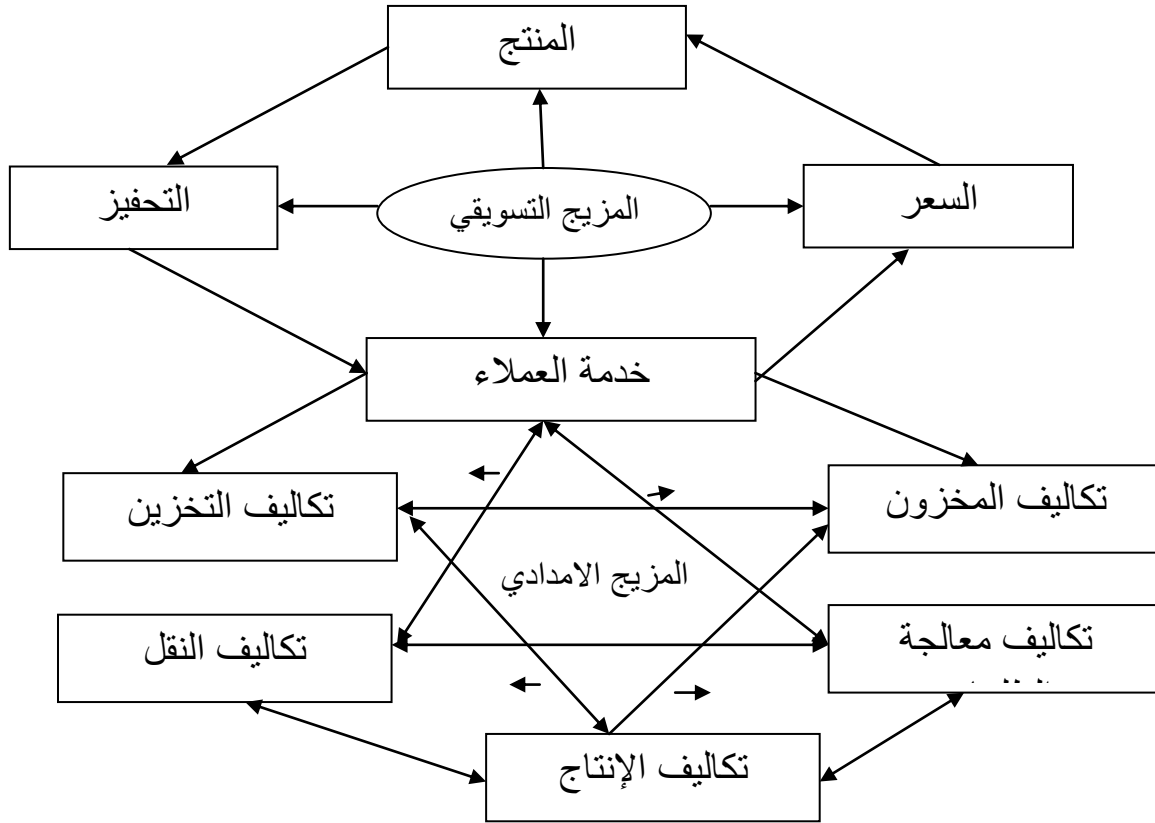 المنتج
السعر
المزيج التسويقي
التحفيز
خدمة العملاء
تكاليف المخزون
تكاليف التخزين
المزيج الامدادي
تكاليف معالجة
تكاليف النقل
تكاليف الإنتاج